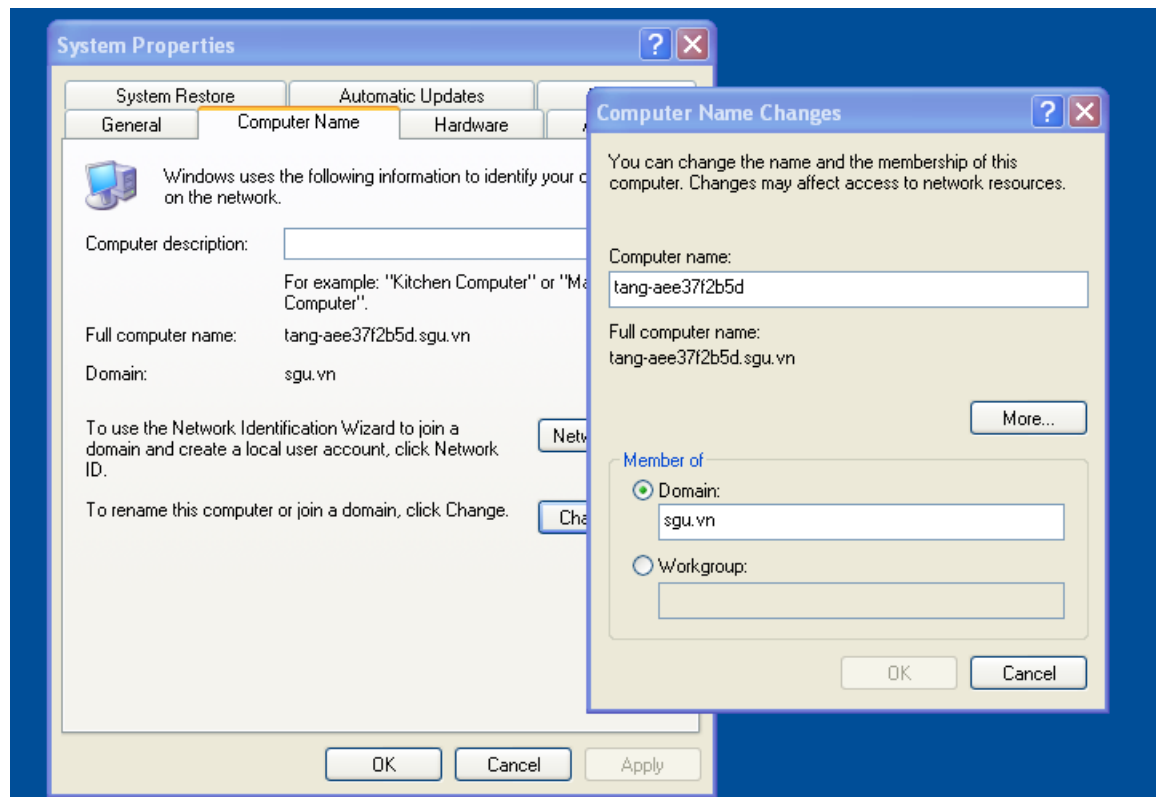 System Properties
System Restore
Automatic Updates
General
Computer Name
Hardware
Windows uses the following information to identify your
on the network.
Computer description:
For example: "Kitchen Computer" or
Computer".
Full computer name:
tang-aee37f2b5d.sgu.vn
Domain:
sgu.vn
To use the Network Identification Wizard to join a
domain and create a local user account, click Network
ID.
To rename this computer or join a domain, click Change.
OK
Cancel
Apply
Computer Name Changes
You can change the name and the membership of this
computer. Changes may affect access to network resources.
Computer name:
tang-aee37f2b5d
Full computer name:
tang-aee37f2b5d.sgu.vn
More...
Member of
Domain:
sgu.vn
Workgroup:
OK
Cancel